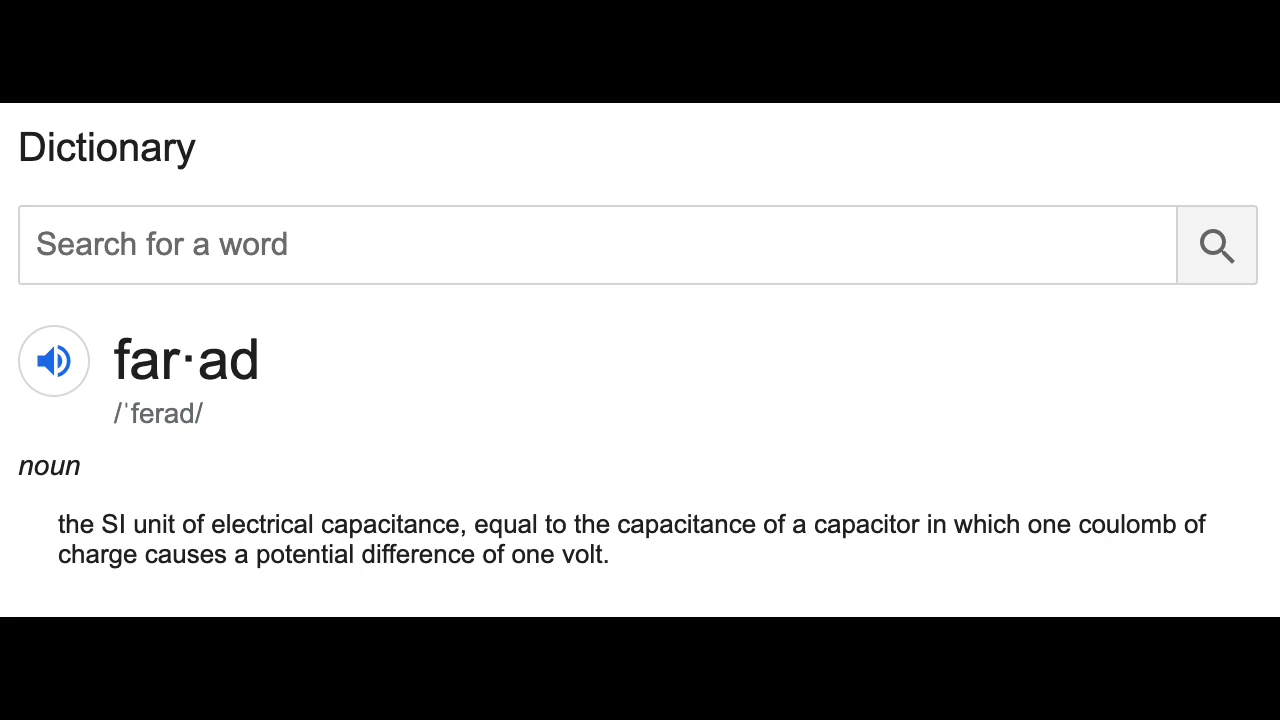 Dictionary
Search for a word
far·ad
/ˈferad/
noun
the SI unit of electrical capacitance, equal to the capacitance of a capacitor in which one coulomb of
charge causes a potential difference of one volt.